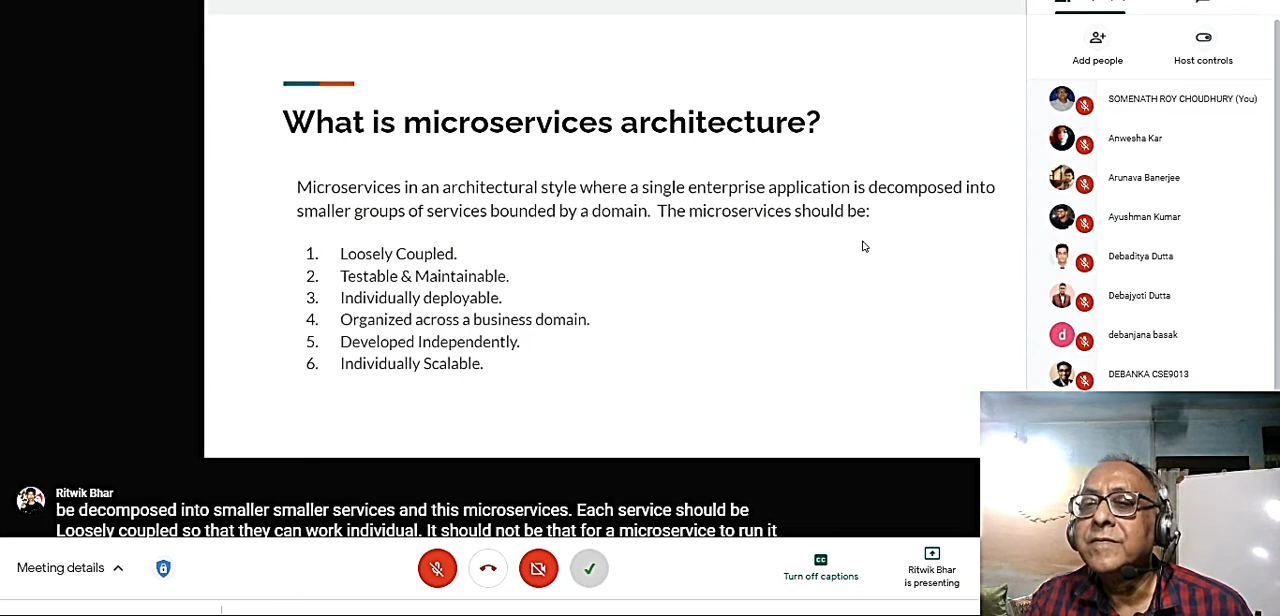 What is microservices architecture?
Microservices in an architectural style where a single enterprise application is decomposed into
smaller groups of services bounded by a domain. The microservices should be:
1. Loosely Coupled.
2. Testable & Maintainable.
3. Individually deployable.
4. Organized across a business domain.
5. Developed Independently.
6. Individually Scalable.
Add people
Host controls
SOMENATH ROY CHOUDHURY (You)
Anwesha Kar
Arunava Banerjee
Ayushman Kumar
Debaditya Dutta
Debajyoti Dutta
d
debanjana basak
DEBANKA CSE9013
Ritwik Bhar
be decomposed into smaller smaller services and this microservices. Each service should be
Loosely coupled so that they can work individual. It should not be that for a microservice to run it
Meeting details
CC
Turn off captions
Ritwik Bhar
is presenting